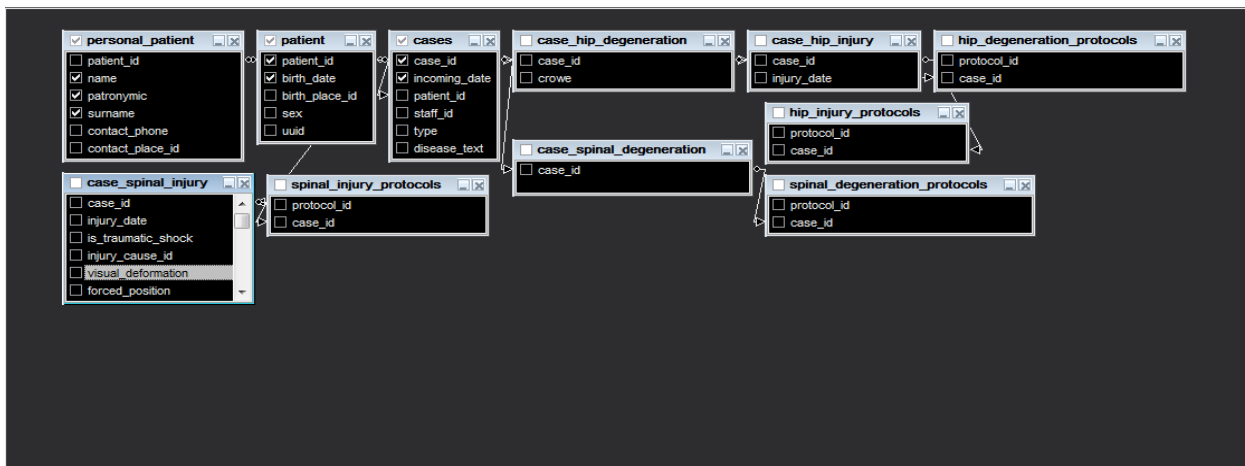 personal_patient
patient_id
name
patronymic
surname
contact_phone
contact_place_id
patient
patient_id
birth_date
birth_place_id
sex
uuid
cases
case_id
incoming_date
patient_id
staff_id
type
disease_text
case_hip_degeneration
case_id
crowe
case_hip_injury
case_id
injury_date
hip_degeneration_protocols
protocol_id
case_id
hip_injury_protocols
protocol_id
case_id
case_spinal_degeneration
case_id
case_spinal_injury
case_id
injury_date
is_traumatic_shock
injury_cause_id
visual_deformation
forced_position
spinal_injury_protocols
protocol_id
case_id
spinal_degeneration_protocols
protocol_id
case_id